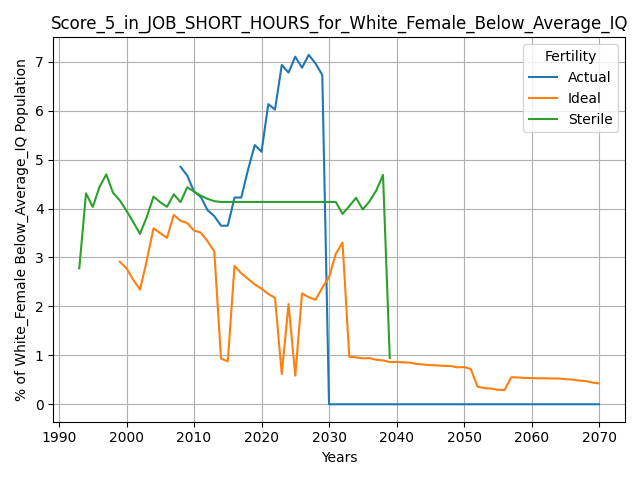 Score_5_in_JOB_SHORT_HOURS_for_White_Female_Below_Average_IQ
% of White_Female Below_Average_IQ Population
7
6
5
4
3
2
1
0
Fertility
Actual
Ideal
Sterile
1990 2000 2010 2020 2030 2040 2050 2060 2070
Years